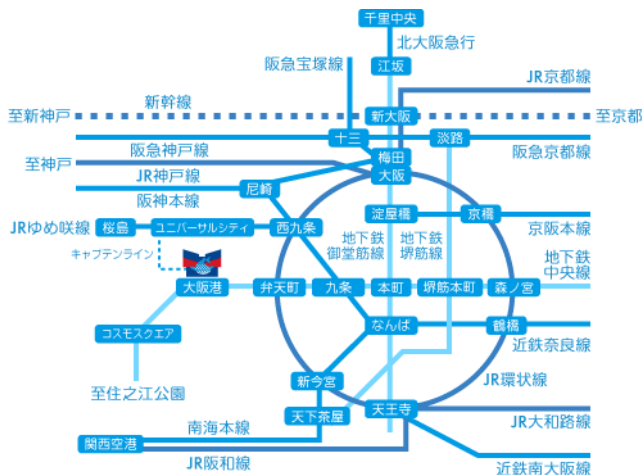 千里中央
北大阪急行
阪急宝塚線
江坂
JR京都線
新幹線
至新神戸
新大阪
至京都
十三
淡路
阪急神戸線
梅田
阪急京都線
至神戸
大阪
JR神戸線
尼崎
阪神本線
淀屋橋
京橋
JRゆめ咲線
桜島
ユニバーサルシティ
西九条
京阪本線
地下鉄
御堂筋線
地下鉄
堺筋線
キャプテンライン
地下鉄
中央線
大阪港
弁天町
九条
本町
堺筋本町
森ノ宮
コスモスクエア
なんば
鶴橋
近鉄奈良線
新今宮
JR環状線
至住之江公園
天下茶屋
天王寺
JR大和路線
南海本線
関西空港
JR阪和線
近鉄南大阪線